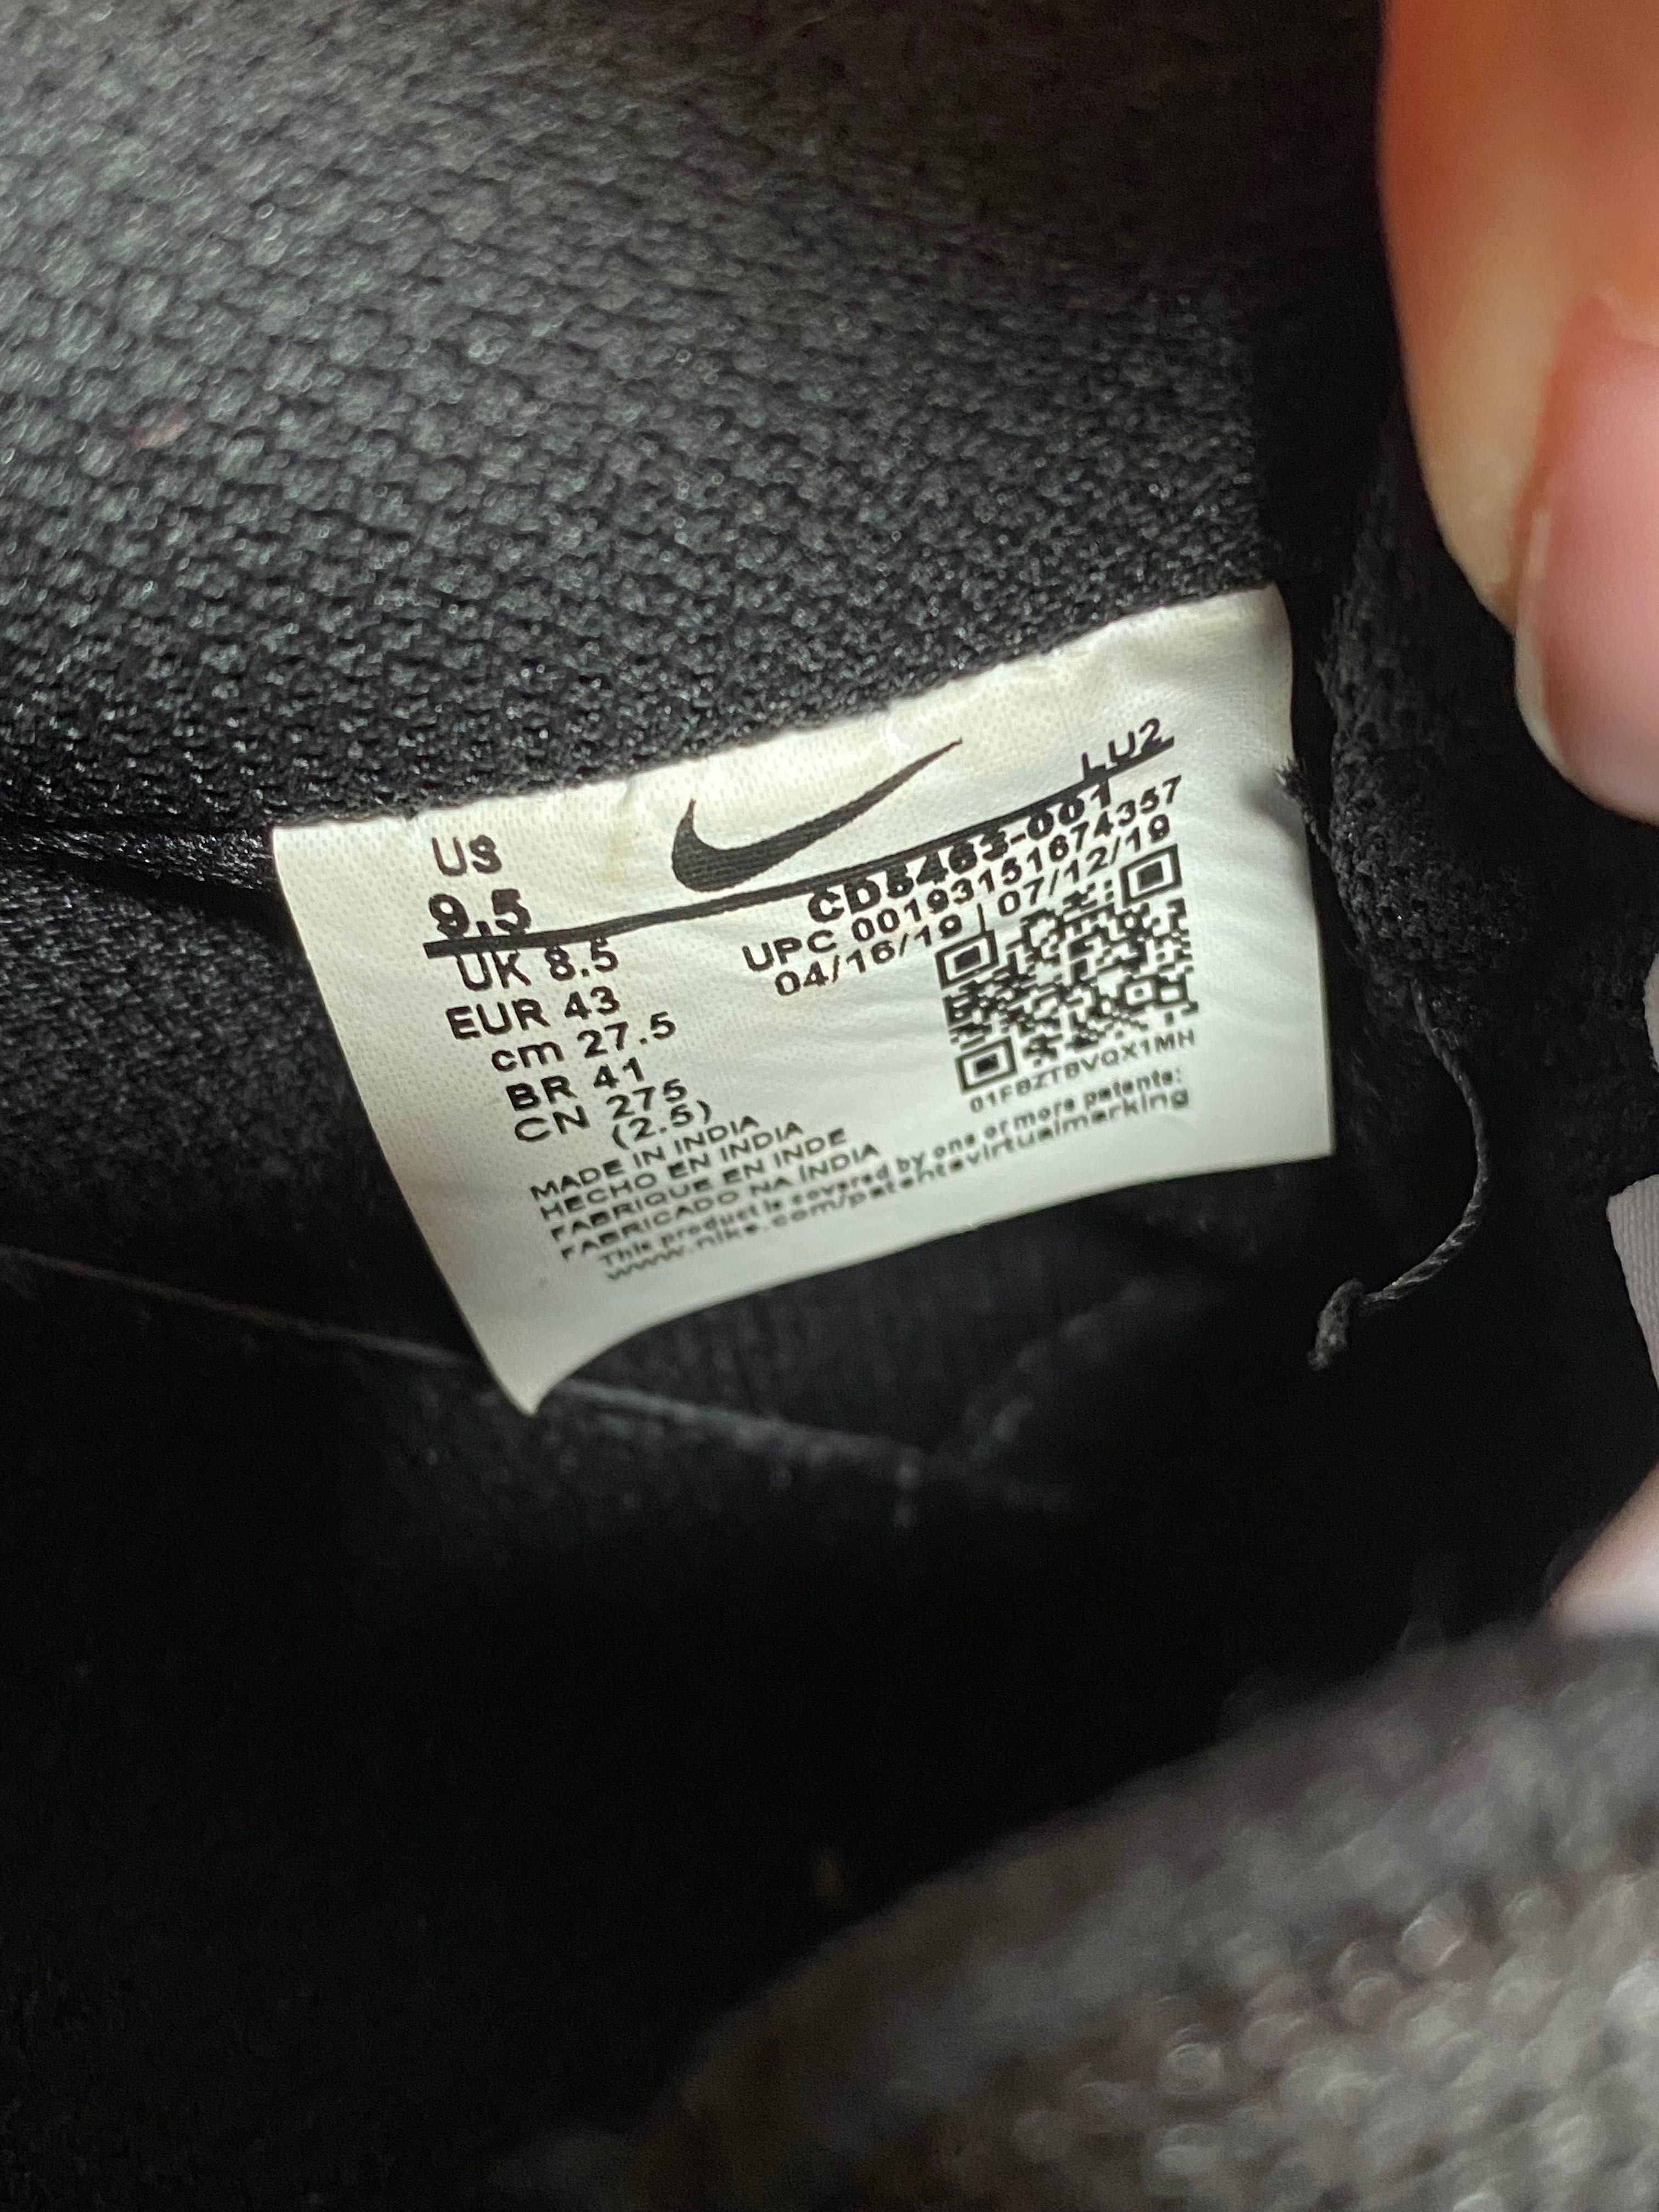 US
9.5
LU2
CD5463-001
UPC 00193151674357
04/16/19 | 07/12/19
UK 8.5
EUR 43
cm 27.5
BR 41
CN 275
(2.5)
01FBZTBVQX1MH
MADE IN INDIA
HECHO EN INDIA
FABRIQUE EN INDE
FABRICADO NA ÍNDIA
This product is covered by one or more patents:
www.nike.com/patentsvirtualmarking